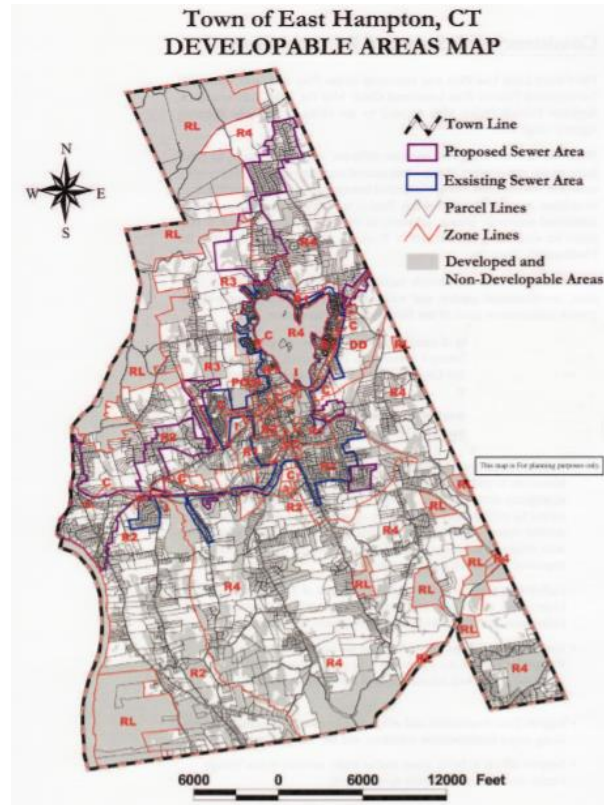 Town of East Hampton, CT
DEVELOPABLE AREAS MAP
N
W E
S
Town Line
Proposed Sewer Area
Exsisting Sewer Area
Parcel Lines
Zone Lines
Developed and
Non-Developable Areas
RL
R4
RL
R4
R3
R4
C
C
DD
RL
RL
R3
R4
C
C
R2
This map is For planning purposes only
RL
R2
R4
R4
RL
R4
RL
RL
R4
R2
R4
R2
R4
RL
6000 0 6000 12000 Feet